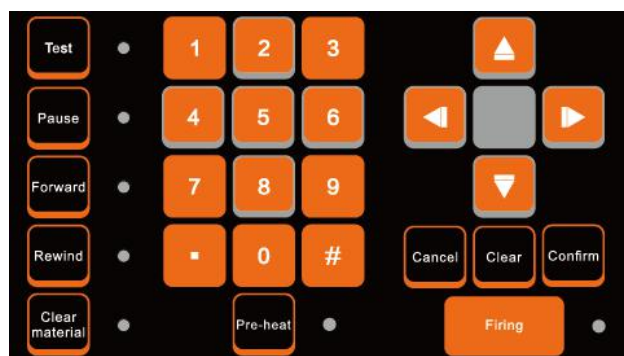 Test
1
2
3
Pause
4
5
6
Forward
7
8
9
Rewind
.
0
#
Cancel
Clear
Confirm
Clear
material
Pre-heat
Firing